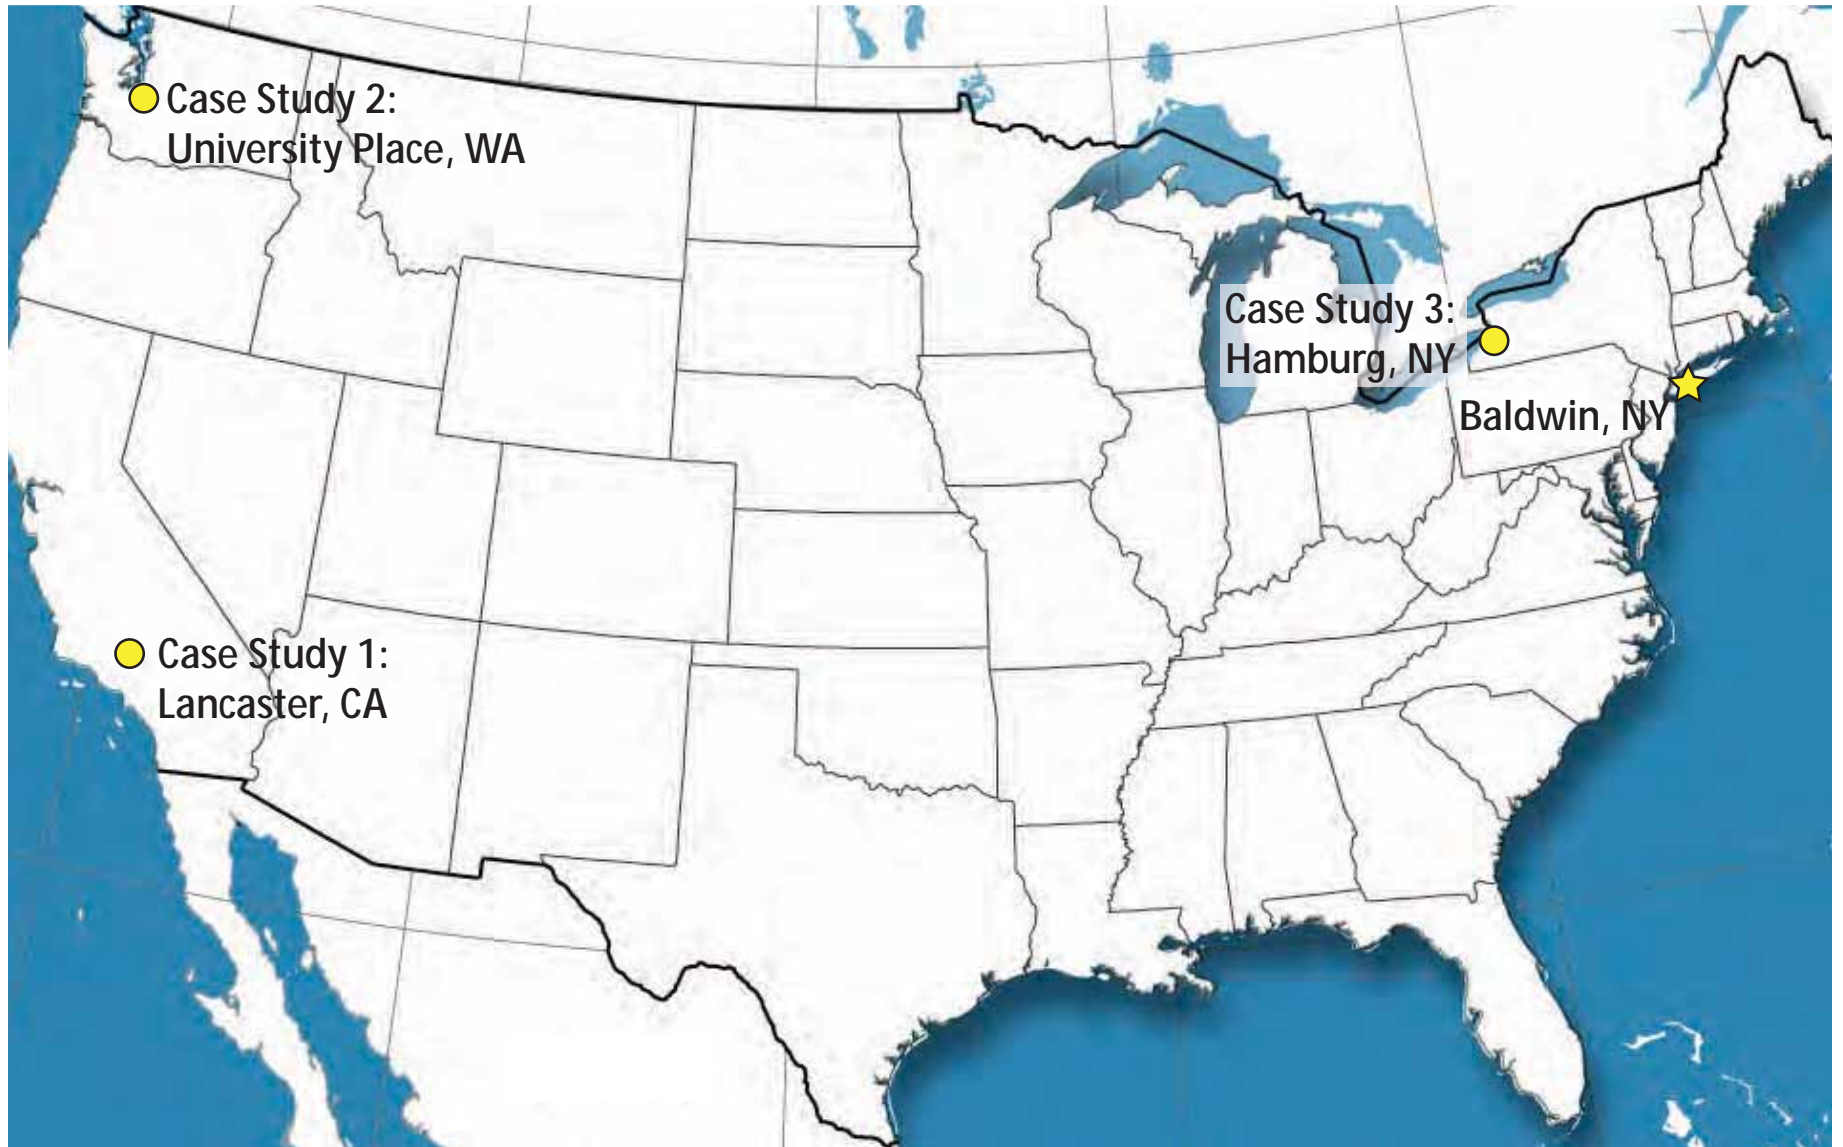 Case Study 2:
University Place, WA
Case Study 3:
Hamburg, NY
Baldwin, NY
Case Study 1:
Lancaster, CA